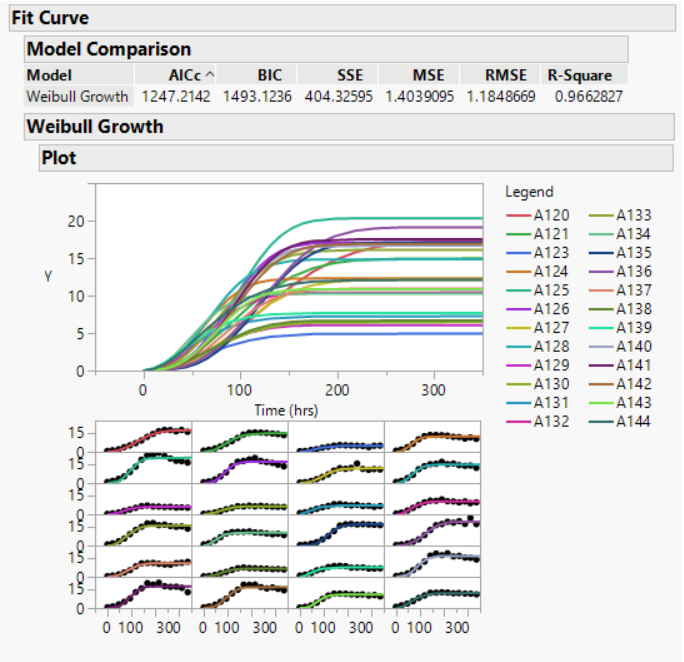 Fit Curve
Model Comparison
Model AICc ^ BIC SSE MSE RMSE R-Square
Weibull Growth 1247.2142 1493.1236 404.32595 1.4039095 1.1848669 0.9662827
Weibull Growth
Plot
Y
20
15
10
5
0
0 100 200 300
Time (hrs)
Legend
A120 A133
A121 A134
A123 A135
A124 A136
A125 A137
A126 A138
A127 A139
A128 A140
A129 A141
A130 A142
A131 A143
A132 A144
15
0
15
0
15
0
15
0
15
0
15
0
0 100 300 0 100 300 0 100 300 0 100 300